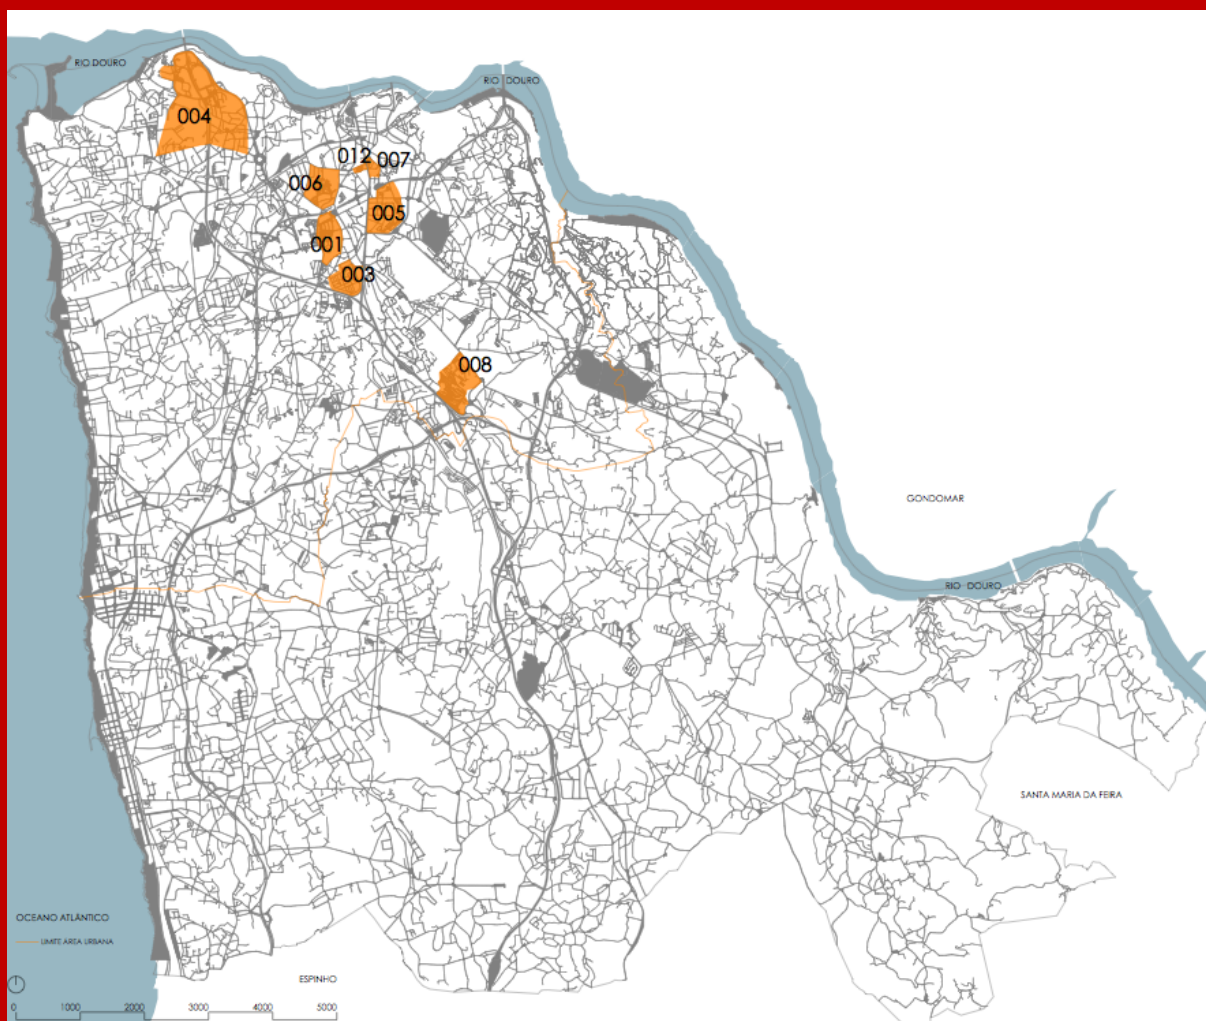 RIO DOURO
RIO DOURO
004
012
007
006
005
001
003
008
GONDOMAR
RIO DOURO
SANTA MARIA DA FEIRA
OCEANO ATLÂNTICO
LIMITE ÁREA URBANA
ESPINHO
0 1000 2000 3000 4000 5000